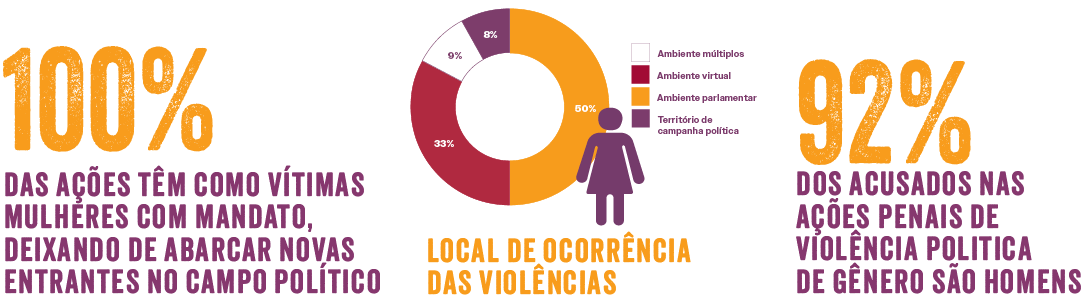 100%
DAS AÇÕES TÊM COMO VÍTIMAS
MULHERES COM MANDATO,
DEIXANDO DE ABARCAR NOVAS
ENTRANTES NO CAMPO POLÍTICO
8%
9%
50%
33%
Ambiente múltiplos
Ambiente virtual
Ambiente parlamentar
Território de
campanha política
LOCAL DE OCORRÊNCIA
DAS VIOLÊNCIAS
92%
DOS ACUSADOS NAS
AÇÕES PENAIS DE
VIOLÊNCIA POLITICA
DE GÊNERO SÃO HOMENS